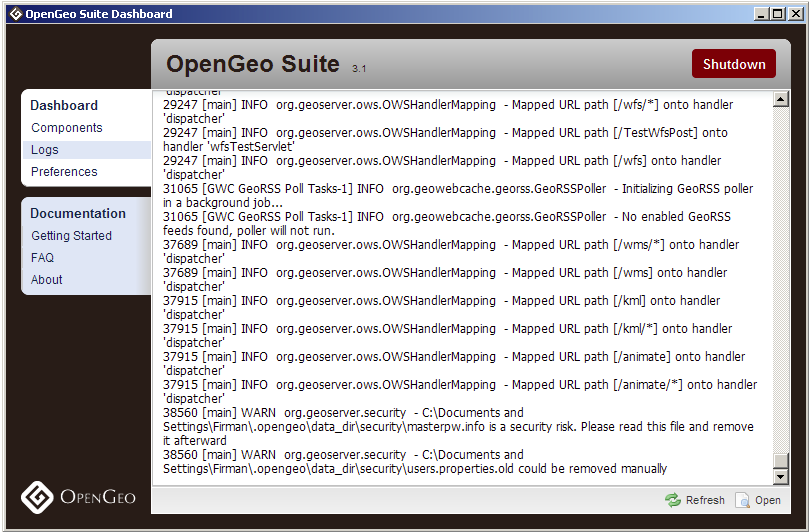 OpenGeo Suite Dashboard
OpenGeo Suite 3.1
Shutdown
Dashboard
Components
Logs
Preferences
Documentation
Getting Started
FAQ
About
'dispatcher'
29247 [main] INFO org.geoserver.ows.OWSHandlerMapping - Mapped URL path [/wfs/*] onto handler
'dispatcher'
29247 [main] INFO org.geoserver.ows.OWSHandlerMapping - Mapped URL path [/TestWfsPost] onto
handler 'wfsTestServlet'
29247 [main] INFO org.geoserver.ows.OWSHandlerMapping - Mapped URL path [/wfs] onto handler
'dispatcher'
31065 [GWC GeoRSS Poll Tasks-1] INFO org.geowebcache.georss.GeoRSSPoller - Initializing GeoRSS poller
in a background job...
31065 [GWC GeoRSS Poll Tasks-1] INFO org.geowebcache.georss.GeoRSSPoller - No enabled GeoRSS
feeds found, poller will not run.
37689 [main] INFO org.geoserver.ows.OWSHandlerMapping - Mapped URL path [/wms/*] onto handler
'dispatcher'
37689 [main] INFO org.geoserver.ows.OWSHandlerMapping - Mapped URL path [/wms] onto handler
'dispatcher'
37915 [main] INFO org.geoserver.ows.OWSHandlerMapping - Mapped URL path [/kml] onto handler
'dispatcher'
37915 [main] INFO org.geoserver.ows.OWSHandlerMapping - Mapped URL path [/kml/*] onto handler
'dispatcher'
37915 [main] INFO org.geoserver.ows.OWSHandlerMapping - Mapped URL path [/animate] onto handler
'dispatcher'
37915 [main] INFO org.geoserver.ows.OWSHandlerMapping - Mapped URL path [/animate/*] onto handler
'dispatcher'
38560 [main] WARN org.geoserver.security - C:\Documents and
Settings\Firman\.opengeo\data_dir\security\masterpw.info is a security risk. Please read this file and remove
it afterward
38560 [main] WARN org.geoserver.security - C:\Documents and
Settings\Firman\.opengeo\data_dir\security\users.properties.old could be removed manually
OPENGEO
Refresh
Open